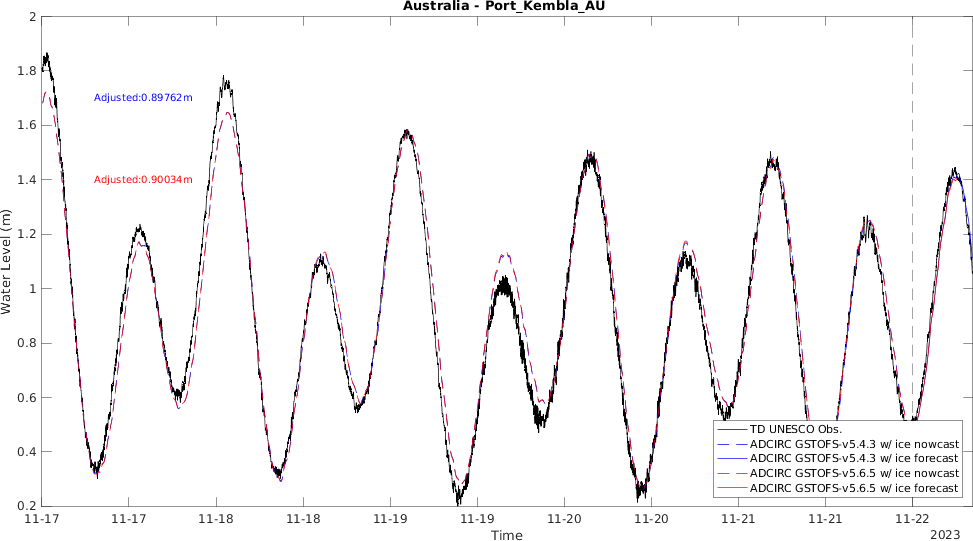 Australia - Port_Kembla_AU
2
1.8
1.6
1.4
1.2
1
0.8
0.6
0.4
0.2
Water Level (m)
Adjusted:0.89762m
Adjusted:0.90034m
TD UNESCO Obs.
ADCIRC GSTOFS-v5.4.3 w/ ice nowcast
ADCIRC GSTOFS-v5.4.3 w/ ice forecast
ADCIRC GSTOFS-v5.6.5 w/ ice nowcast
ADCIRC GSTOFS-v5.6.5 w/ ice forecast
11-17 11-17 11-18 11-18 11-19 11-19 11-20 11-20 11-21 11-21 11-22
Time
2023